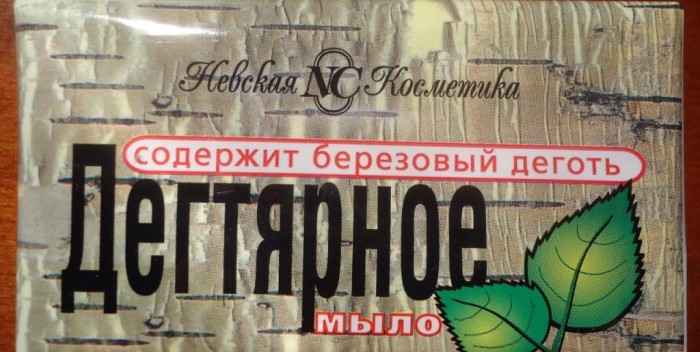 Невская NC Косметика
содержит березовый деготь
Дегтярное
мыло